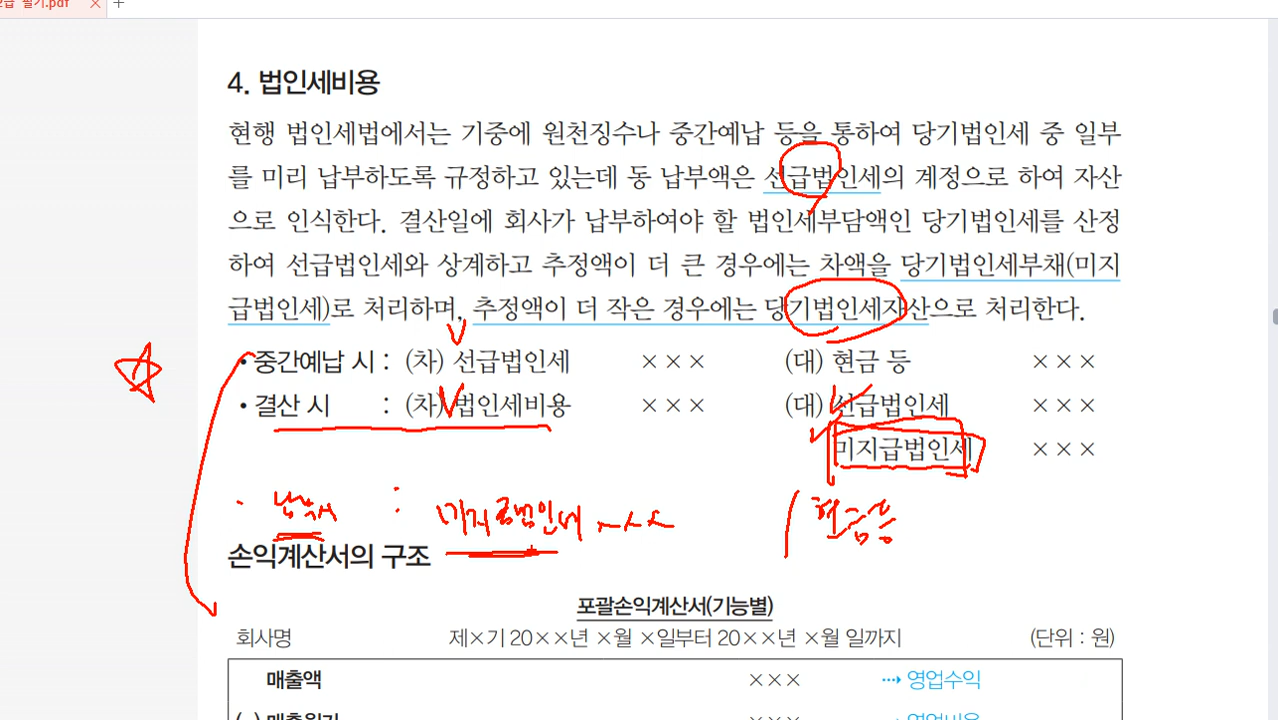 2급 필기.pdf
4. 법인세비용
현행 법인세법에서는 기중에 원천징수나 중간예납 등을 통하여 당기법인세 중 일부
를 미리 납부하도록 규정하고 있는데 동 납부액은 선급법인세의 계정으로 하여 자산
으로 인식한다. 결산일에 회사가 납부하여야 할 법인세부담액인 당기법인세를 산정
하여 선급법인세와 상계하고 추정액이 더 큰 경우에는 차액을 당기법인세부채(미지
급법인세)로 처리하며, 추정액이 더 작은 경우에는 당기법인세자산으로 처리한다.
• 중간예납 시 : (차) 선급법인세 ××× (대) 현금 등 ×××
• 결산 시 : (차) 법인세비용 ××× (대) 선급법인세 ×××
미지급법인세 ×××
· 납부시 : 미지급법인세 ××× / 현금등
손익계산서의 구조
포괄손익계산서(기능별)
회사명 제×기 20××년 ×월 ×일부터 20××년 ×월 일까지 (단위 : 원)
매출액 ××× ⋯→ 영업수익
(-) 매출원가 ××× 영업비용